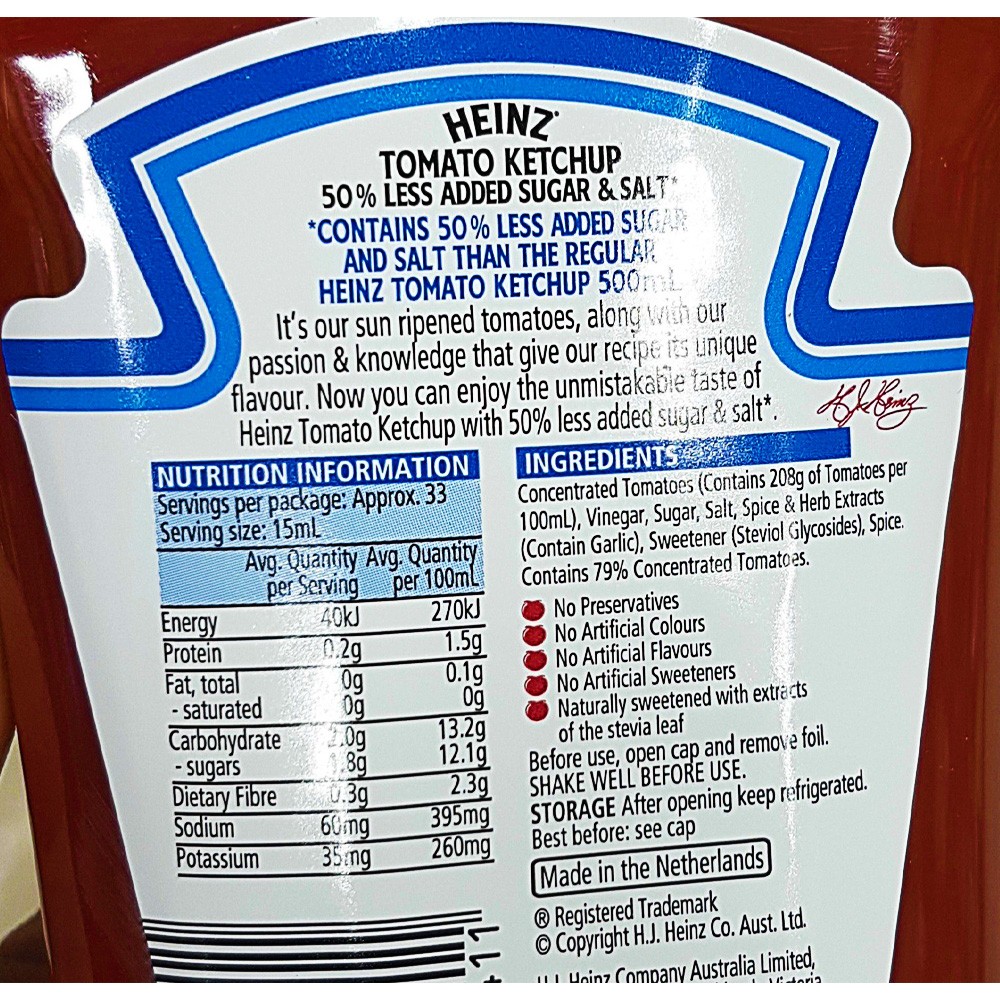 HEINZ
TOMATO KETCHUP
50% LESS ADDED SUGAR & SALT*
*CONTAINS 50% LESS ADDED SUGAR
AND SALT THAN THE REGULAR
HEINZ TOMATO KETCHUP 500mL
It's our sun ripened tomatoes, along with our
passion & knowledge that give our recipe its unique
flavour. Now you can enjoy the unmistakable taste of
Heinz Tomato Ketchup with 50% less added sugar & salt*.
H J Heinz
NUTRITION INFORMATION
Servings per package: Approx. 33
Serving size: 15mL
Avg. Quantity Avg. Quantity
per Serving per 100mL
Energy 40kJ 270kJ
Protein 0.2g 1.5g
Fat, total 0g 0.1g
- saturated 0g 0g
Carbohydrate 2.0g 13.2g
- sugars 1.8g 12.1g
Dietary Fibre 0.3g 2.3g
Sodium 60mg 395mg
Potassium 35mg 260mg
INGREDIENTS
Concentrated Tomatoes (Contains 208g of Tomatoes per
100mL), Vinegar, Sugar, Salt, Spice & Herb Extracts
(Contain Garlic), Sweetener (Steviol Glycosides), Spice.
Contains 79% Concentrated Tomatoes.
No Preservatives
No Artificial Colours
No Artificial Flavours
No Artificial Sweeteners
Naturally sweetened with extracts
of the stevia leaf
Before use, open cap and remove foil.
SHAKE WELL BEFORE USE.
STORAGE After opening keep refrigerated.
Best before: see cap
Made in the Netherlands
® Registered Trademark
© Copyright H.J. Heinz Co. Aust. Ltd.
H.J. Heinz Company Australia Limited,
Victoria
11